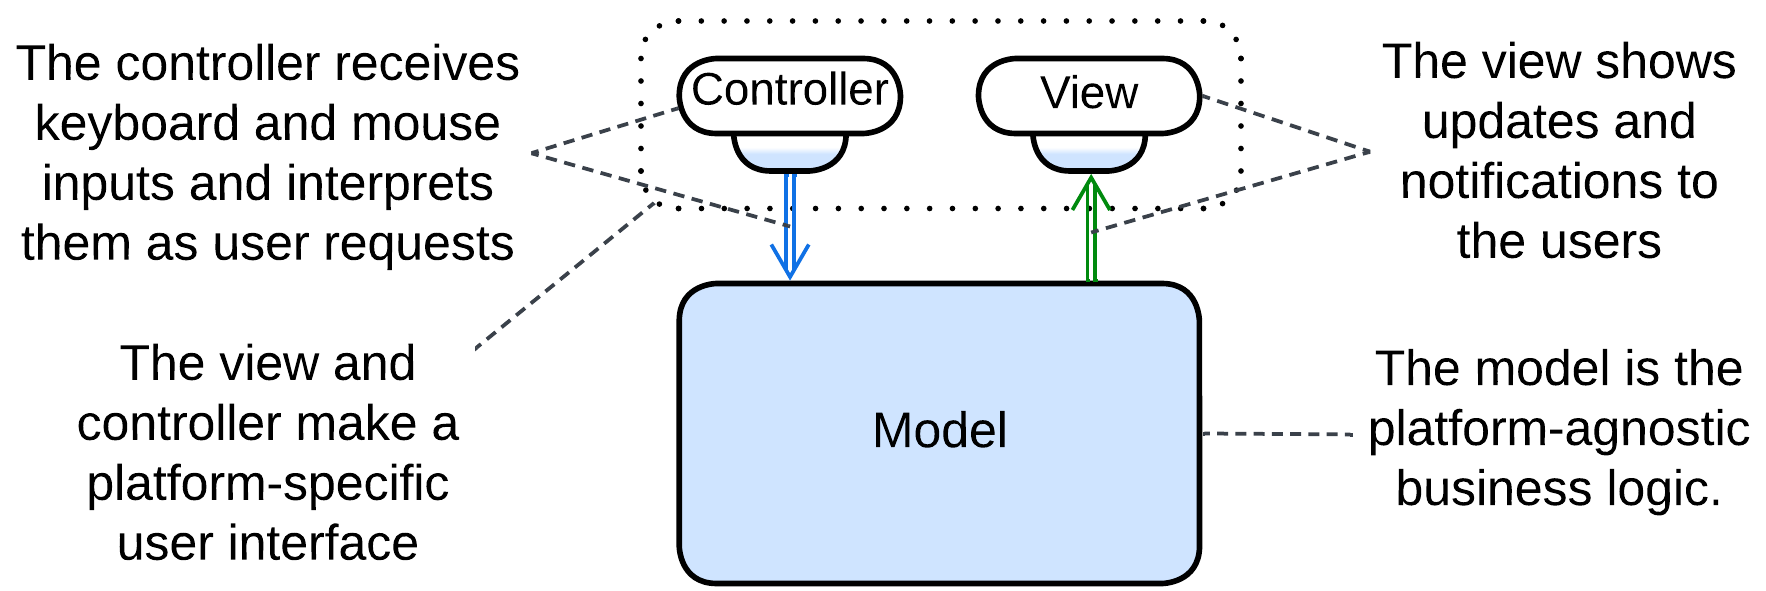 The controller receives
keyboard and mouse
inputs and interprets
them as user requests
Controller
View
The view shows
updates and
notifications to
the users
The view and
controller make a
platform-specific
user interface
Model
The model is the
platform-agnostic
business logic.